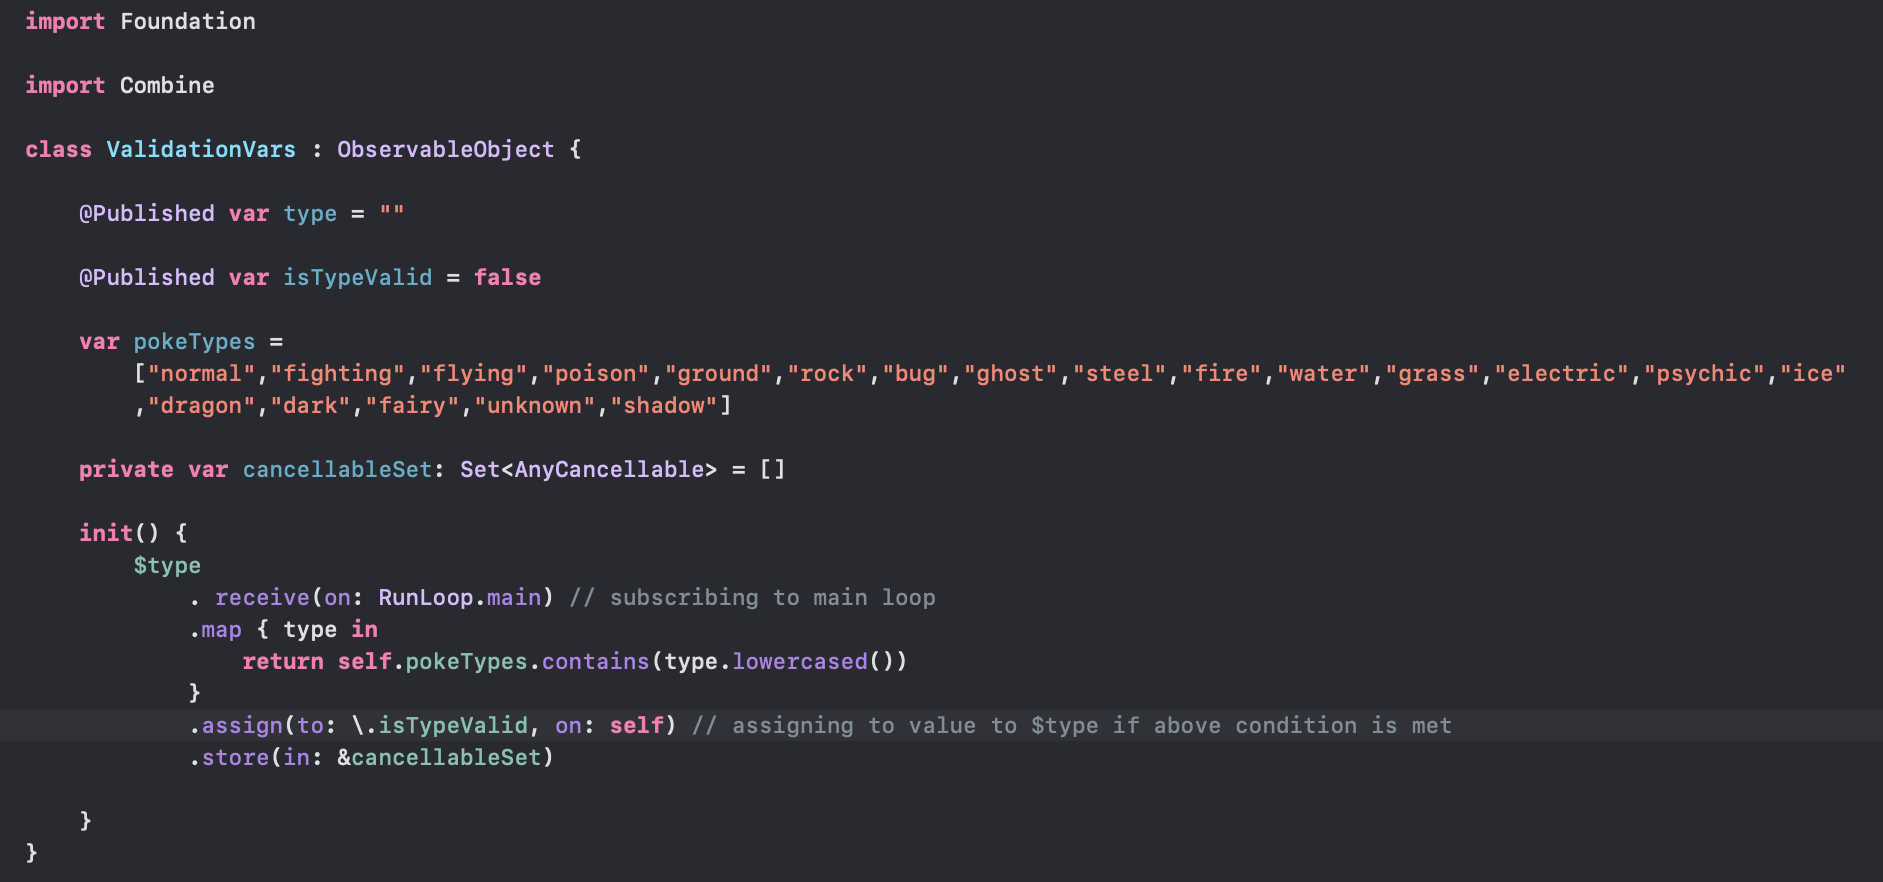 import Foundation
import Combine
class ValidationVars : ObservableObject {
@Published var type = ""
@Published var isTypeValid = false
var pokeTypes =
["normal","fighting","flying","poison","ground","rock","bug","ghost","steel","fire","water","grass","electric","psychic","ice"
,"dragon","dark","fairy","unknown","shadow"]
private var cancellableSet: Set<AnyCancellable> = []
init() {
$type
. receive(on: RunLoop.main) // subscribing to main loop
.map { type in
return self.pokeTypes.contains(type.lowercased())
}
.assign(to: \.isTypeValid, on: self) // assigning to value to $type if above condition is met
.store(in: &cancellableSet)
}
}